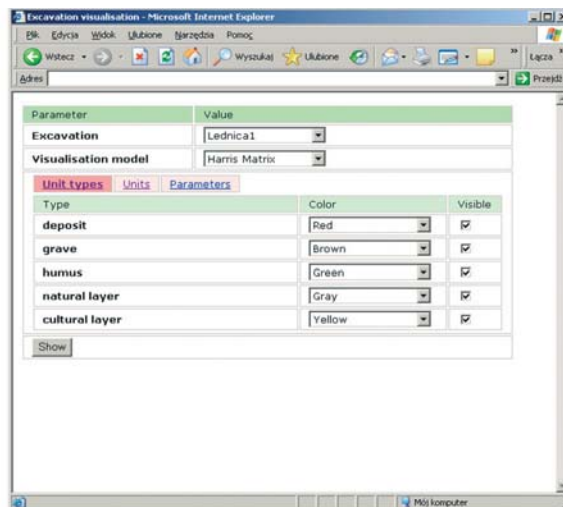 Excavation visualisation - Microsoft Internet Explorer
Plik Edycja Widok Ulubione Narzędzia Pomoc
Wstecz Wyszukaj Ulubione Łącza
Adres Przejdź
Parameter Value
Excavation Lednica1
Visualisation model Harris Matrix
Unit types Units Parameters
Type Color Visible
deposit Red
grave Brown
humus Green
natural layer Gray
cultural layer Yellow
Show
Mój komputer